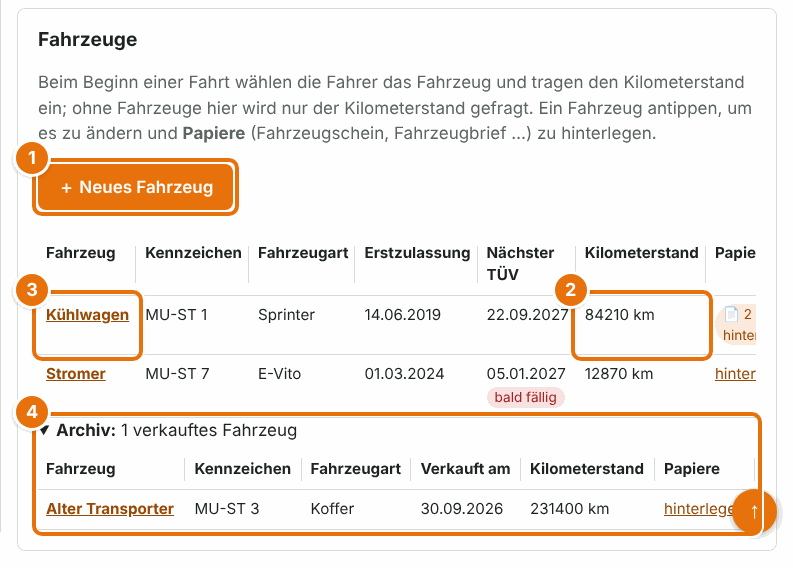 Fahrzeuge
Beim Beginn einer Fahrt wählen die Fahrer das Fahrzeug und tragen den Kilometerstand
ein; ohne Fahrzeuge hier wird nur der Kilometerstand gefragt. Ein Fahrzeug antippen, um
es zu ändern und Papiere (Fahrzeugschein, Fahrzeugbrief ...) zu hinterlegen.
1
+ Neues Fahrzeug
Fahrzeug Kennzeichen Fahrzeugart Erstzulassung Nächster TÜV Kilometerstand Papie
3 2
Kühlwagen MU-ST 1 Sprinter 14.06.2019 22.09.2027 84210 km 2
hinter
Stromer MU-ST 7 E-Vito 01.03.2024 05.01.2027 12870 km hinter
bald fällig
4
Archiv: 1 verkauftes Fahrzeug
Fahrzeug Kennzeichen Fahrzeugart Verkauft am Kilometerstand Papiere
Alter Transporter MU-ST 3 Koffer 30.09.2026 231400 km hinterlege
↑